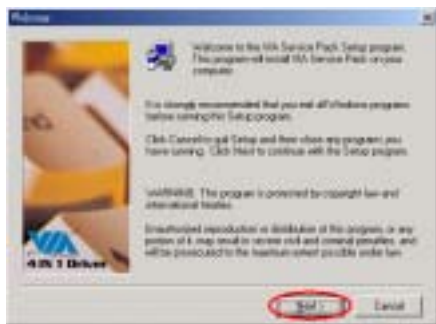 Welcome
Welcome to the VIA Service Pack Setup program.
This program will install VIA Service Pack on your
computer.
It is strongly recommended that you exit all Windows programs
before running this Setup program.
Click Cancel to quit Setup and then close any programs you
have running. Click Next to continue with the Setup program.
WARNING: This program is protected by copyright law and
international treaties.
Unauthorized reproduction or distribution of this program, or any
portion of it, may result in severe civil and criminal penalties, and
will be prosecuted to the maximum extent possible under law.
VIA
4 IN 1 Driver
Next >
Cancel